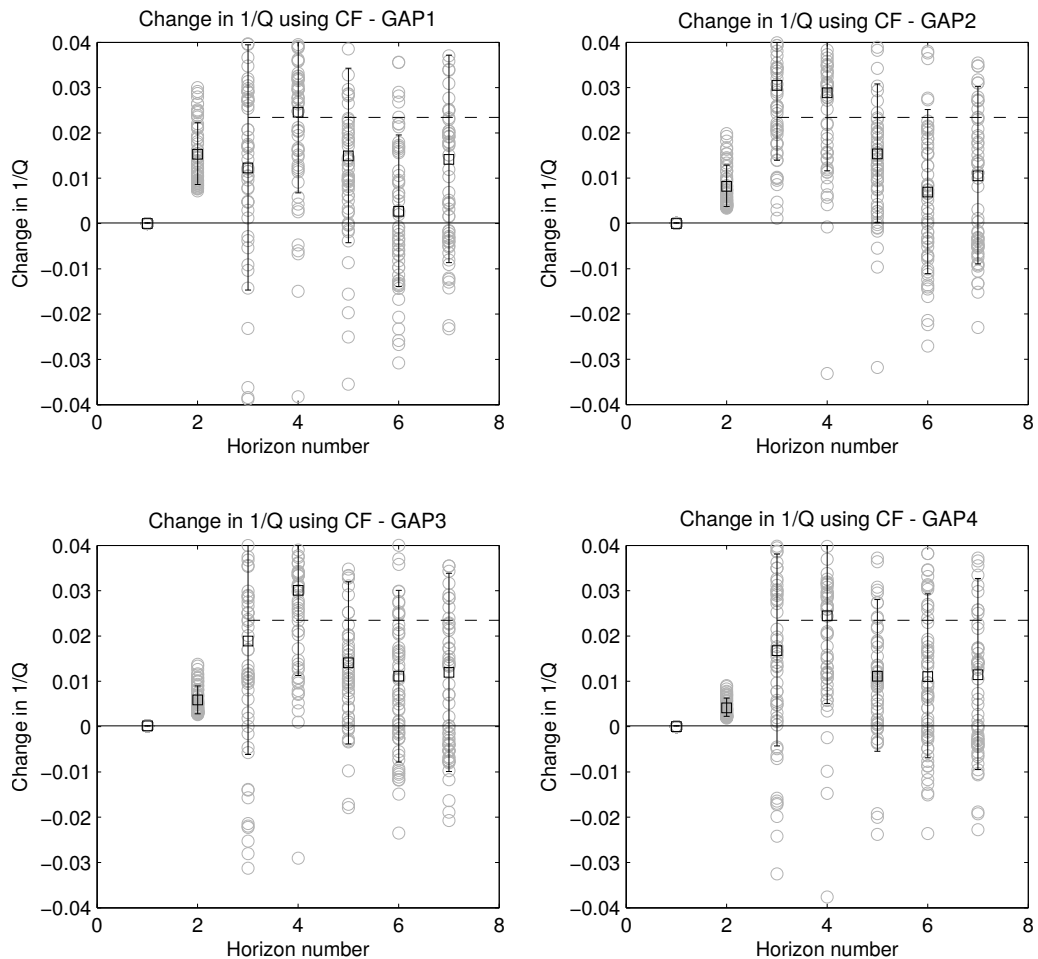 Change in 1/Q using CF - GAP1
0.04
0.03
0.02
0.01
0
−0.01
−0.02
−0.03
−0.04
0 2 4 6 8
Change in 1/Q
Horizon number
Change in 1/Q using CF - GAP2
0.04
0.03
0.02
0.01
0
−0.01
−0.02
−0.03
−0.04
0 2 4 6 8
Change in 1/Q
Horizon number
Change in 1/Q using CF - GAP3
0.04
0.03
0.02
0.01
0
−0.01
−0.02
−0.03
−0.04
0 2 4 6 8
Change in 1/Q
Horizon number
Change in 1/Q using CF - GAP4
0.04
0.03
0.02
0.01
0
−0.01
−0.02
−0.03
−0.04
0 2 4 6 8
Change in 1/Q
Horizon number